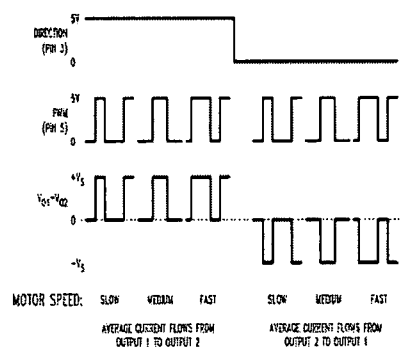 DIRECTION
(PIN 3)
5V
0
PWM
(PIN 5)
5V
0
+VS
VO1-VO2
0
-VS
MOTOR SPEED: SLOW MEDIUM FAST SLOW MEDIUM FAST
AVERAGE CURRENT FLOWS FROM
OUTPUT 1 TO OUTPUT 2
AVERAGE CURRENT FLOWS FROM
OUTPUT 2 TO OUTPUT 1